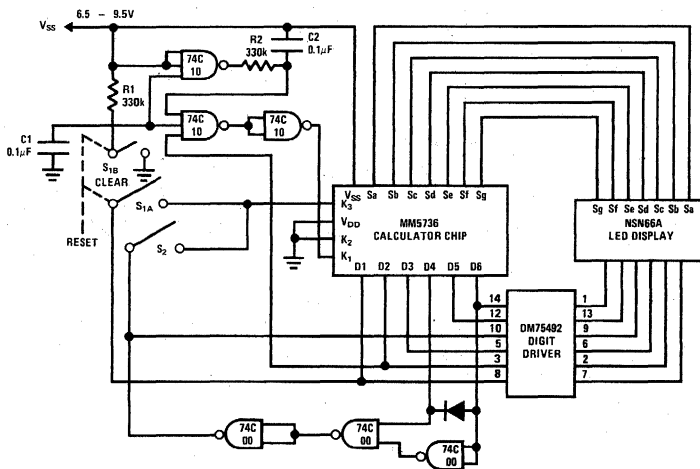 6.5 – 9.5V
VSS
R2
330k
C2
0.1μF
74C
10
R1
330k
74C
10
74C
10
C1
0.1μF
S1B
CLEAR
S1A
RESET
S2
VSS Sa Sb Sc Sd Se Sf Sg
K3
VDD
K2
K1
MM5736
CALCULATOR CHIP
D1 D2 D3 D4 D5 D6
Sg Sf Se Sd Sc Sb Sa
NSN66A
LED DISPLAY
14
12
10
5
3
8
DM75492
DIGIT
DRIVER
1
13
9
6
2
7
74C
00
74C
00
74C
00